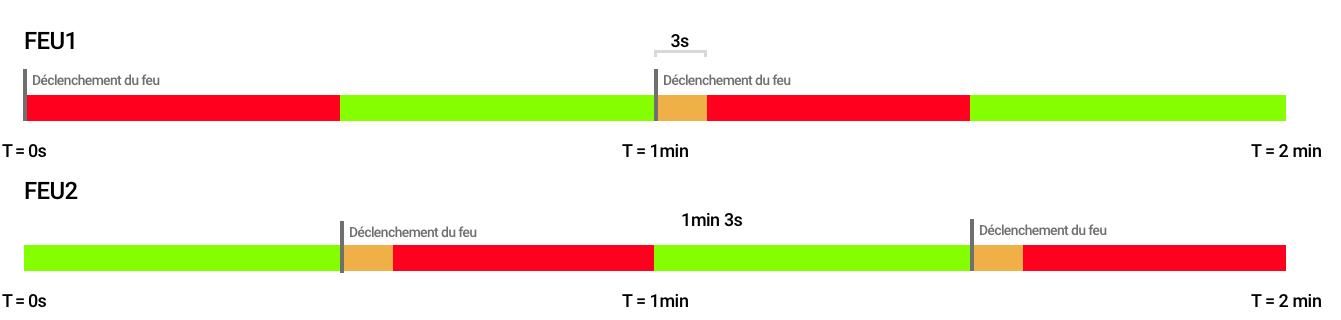 FEU1
3s
Déclenchement du feu
Déclenchement du feu
T = 0s
T = 1min
T = 2 min
FEU2
1min 3s
Déclenchement du feu
Déclenchement du feu
T = 0s
T = 1min
T = 2 min